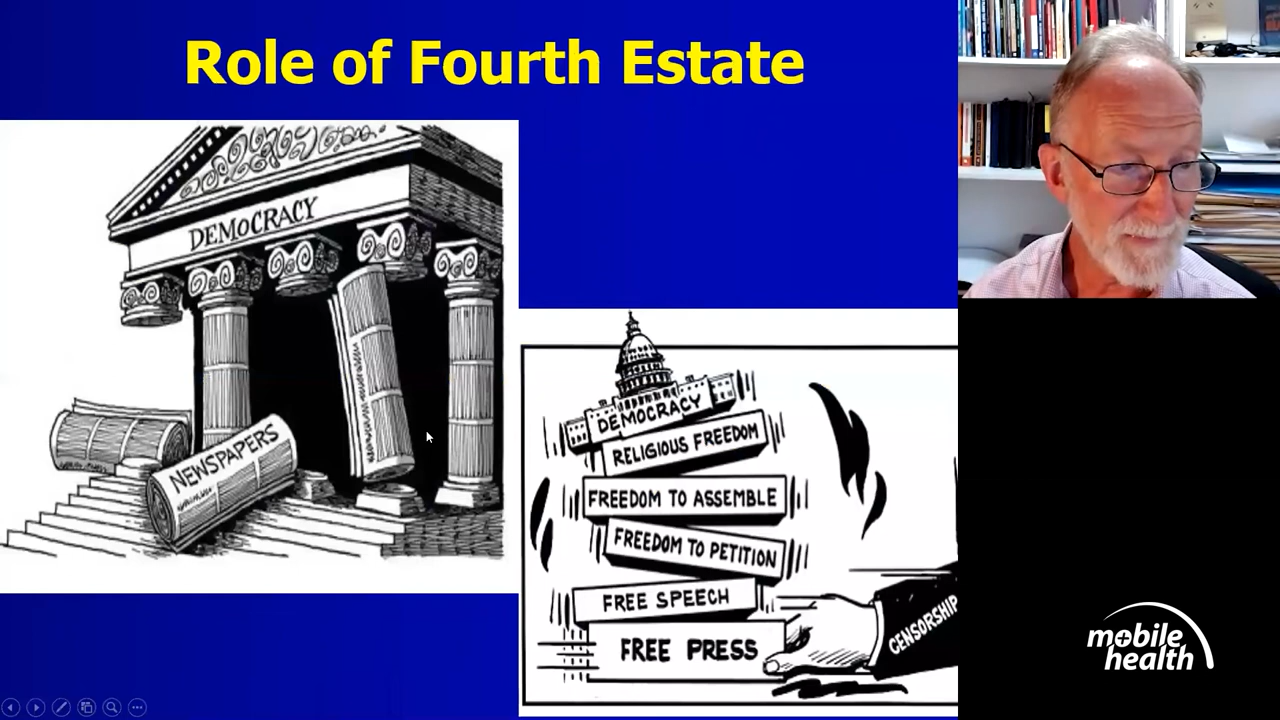 Role of Fourth Estate
DEMOCRACY
NEWSPAPERS
DEMOCRACY
RELIGIOUS FREEDOM
FREEDOM TO ASSEMBLE
FREEDOM TO PETITION
FREE SPEECH
FREE PRESS
CENSORSHIP
mobile
health